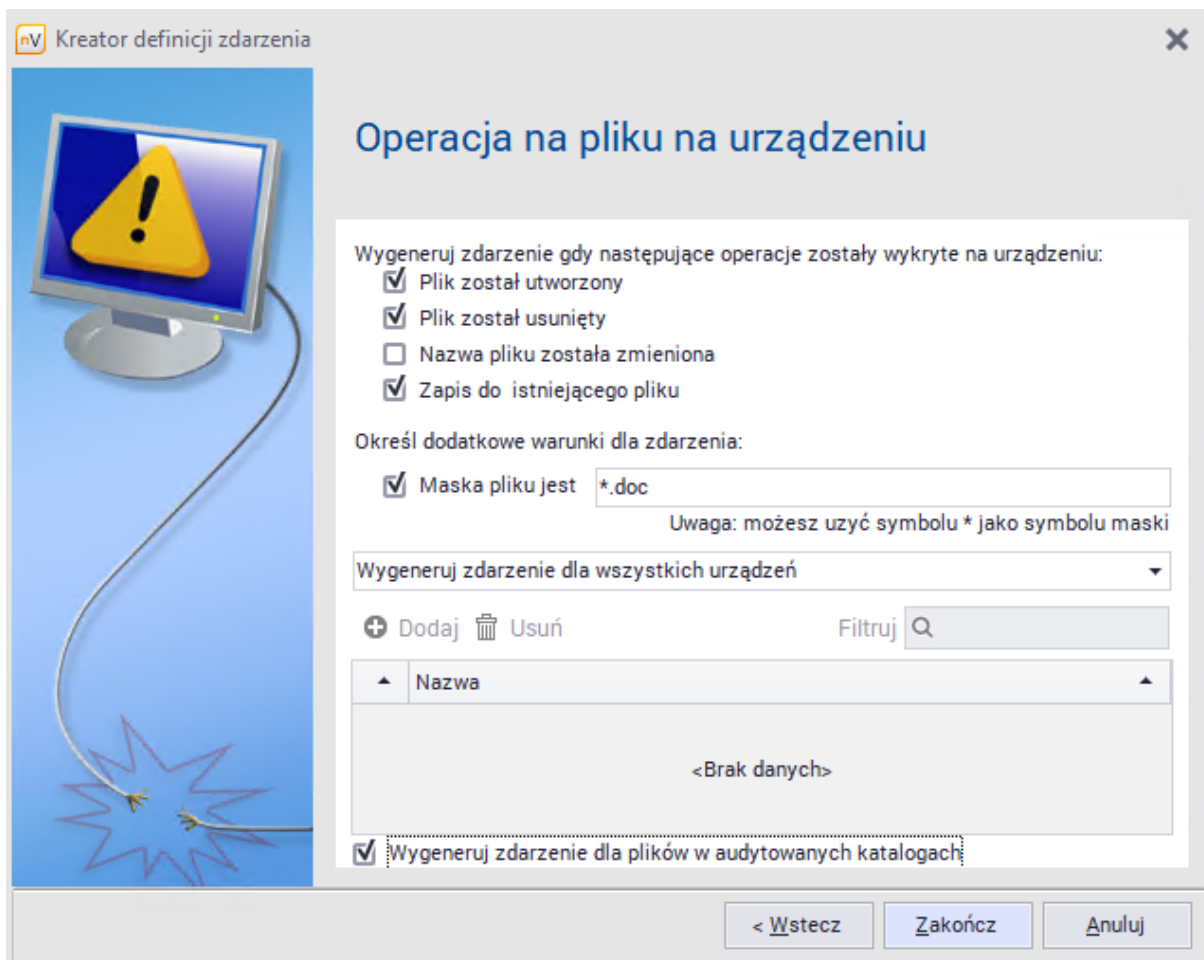 nV Kreator definicji zdarzenia
Operacja na pliku na urządzeniu
Wygeneruj zdarzenie gdy następujące operacje zostały wykryte na urządzeniu:
Plik został utworzony
Plik został usunięty
Nazwa pliku została zmieniona
Zapis do istniejącego pliku
Określ dodatkowe warunki dla zdarzenia:
Maska pliku jest *.doc
Uwaga: możesz uzyć symbolu * jako symbolu maski
Wygeneruj zdarzenie dla wszystkich urządzeń
Dodaj Usuń Filtruj
Nazwa
<Brak danych>
Wygeneruj zdarzenie dla plików w audytowanych katalogach
< Wstecz Zakończ Anuluj